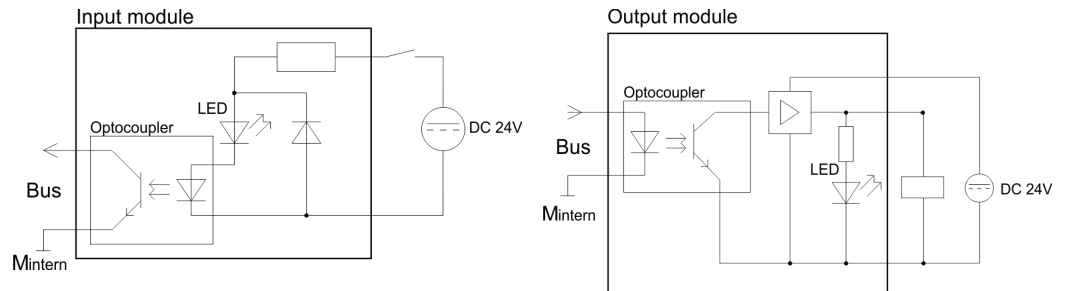 Input module
LED
Optocoupler
DC 24V
Bus
Mintern
Output module
Optocoupler
Bus
LED
DC 24V
Mintern